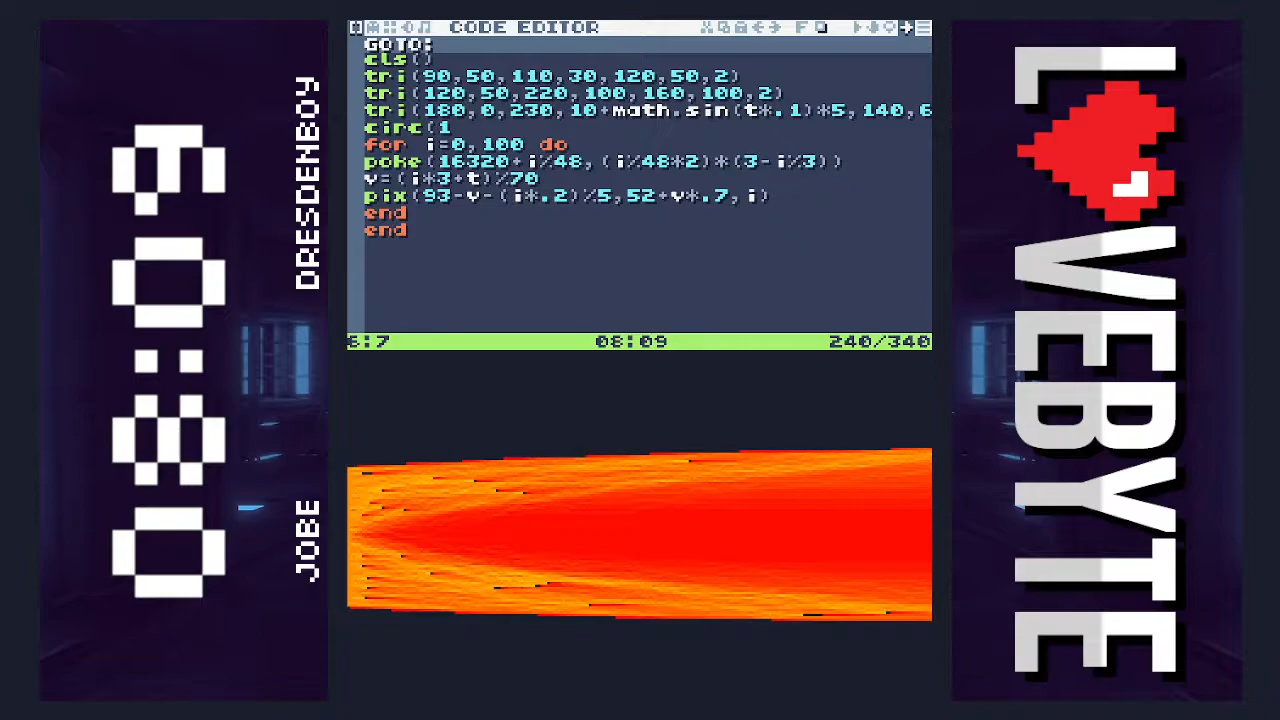 08:09
JOBE
DRESDENBOY
CODE EDITOR
F
GOTO:
cls()
tri(90,50,110,30,120,50,2)
tri(120,50,220,100,160,100,2)
tri(180,0,230,10+math.sin(t*.1)*5,140,6
circ(1
for i=0,100 do
poke(16320+i%48,(i%48*2)*(3-i%3))
v=(i*3+t)%70
pix(93-v-(i*.2)%5,52+v*.7,i)
end
end
6:7
08:09
240/340
L♥VEBYTE